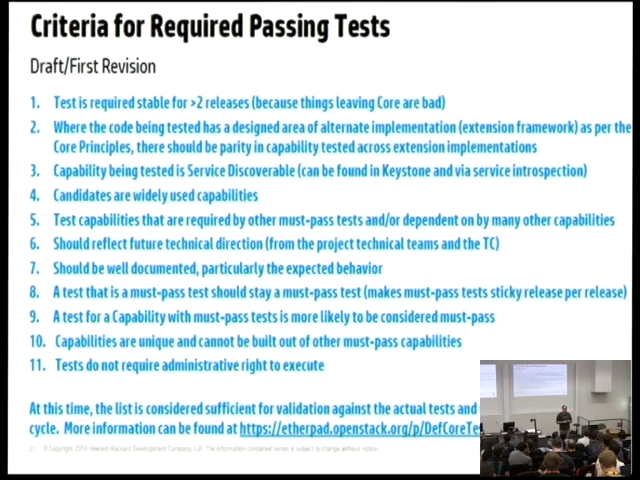 Criteria for Required Passing Tests
Draft/First Revision
1. Test is required stable for >2 releases (because things leaving Core are bad)
2. Where the code being tested has a designed area of alternate implementation (extension framework) as per the
Core Principles, there should be parity in capability tested across extension implementations
3. Capability being tested is Service Discoverable (can be found in Keystone and via service introspection)
4. Candidates are widely used capabilities
5. Test capabilities that are required by other must-pass tests and/or dependent on by many other capabilities
6. Should reflect future technical direction (from the project technical teams and the TC)
7. Should be well documented, particularly the expected behavior
8. A test that is a must-pass test should stay a must-pass test (makes must-pass tests sticky release per release)
9. A test for a Capability with must-pass tests is more likely to be considered must-pass
10. Capabilities are unique and cannot be built out of other must-pass capabilities
11. Tests do not require administrative right to execute
At this time, the list is considered sufficient for validation against the actual tests and
cycle. More information can be found at https://etherpad.openstack.org/p/DefCoreTe
21 © Copyright 2014 Hewlett-Packard Development Company, L.P. The information contained herein is subject to change without notice.